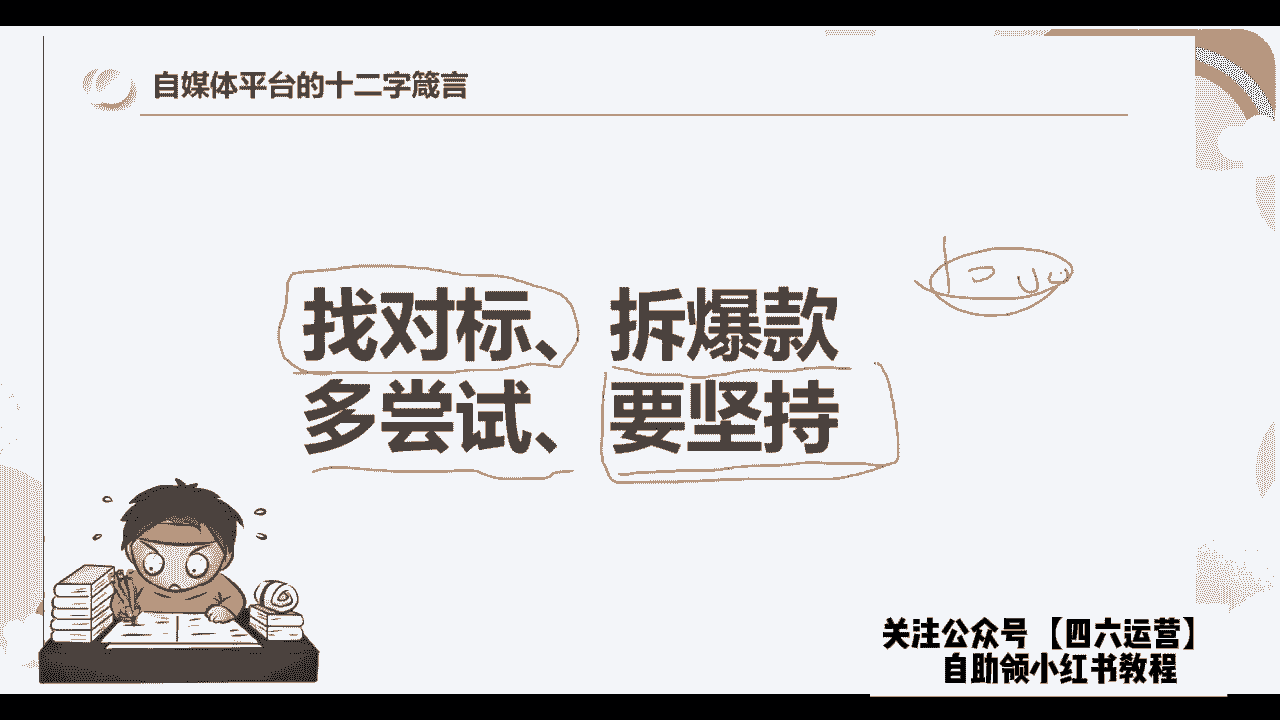 自媒体平台的十二字箴言
找对标、拆爆款
多尝试、要坚持
关注公众号【四六运营】
自助领小红书教程